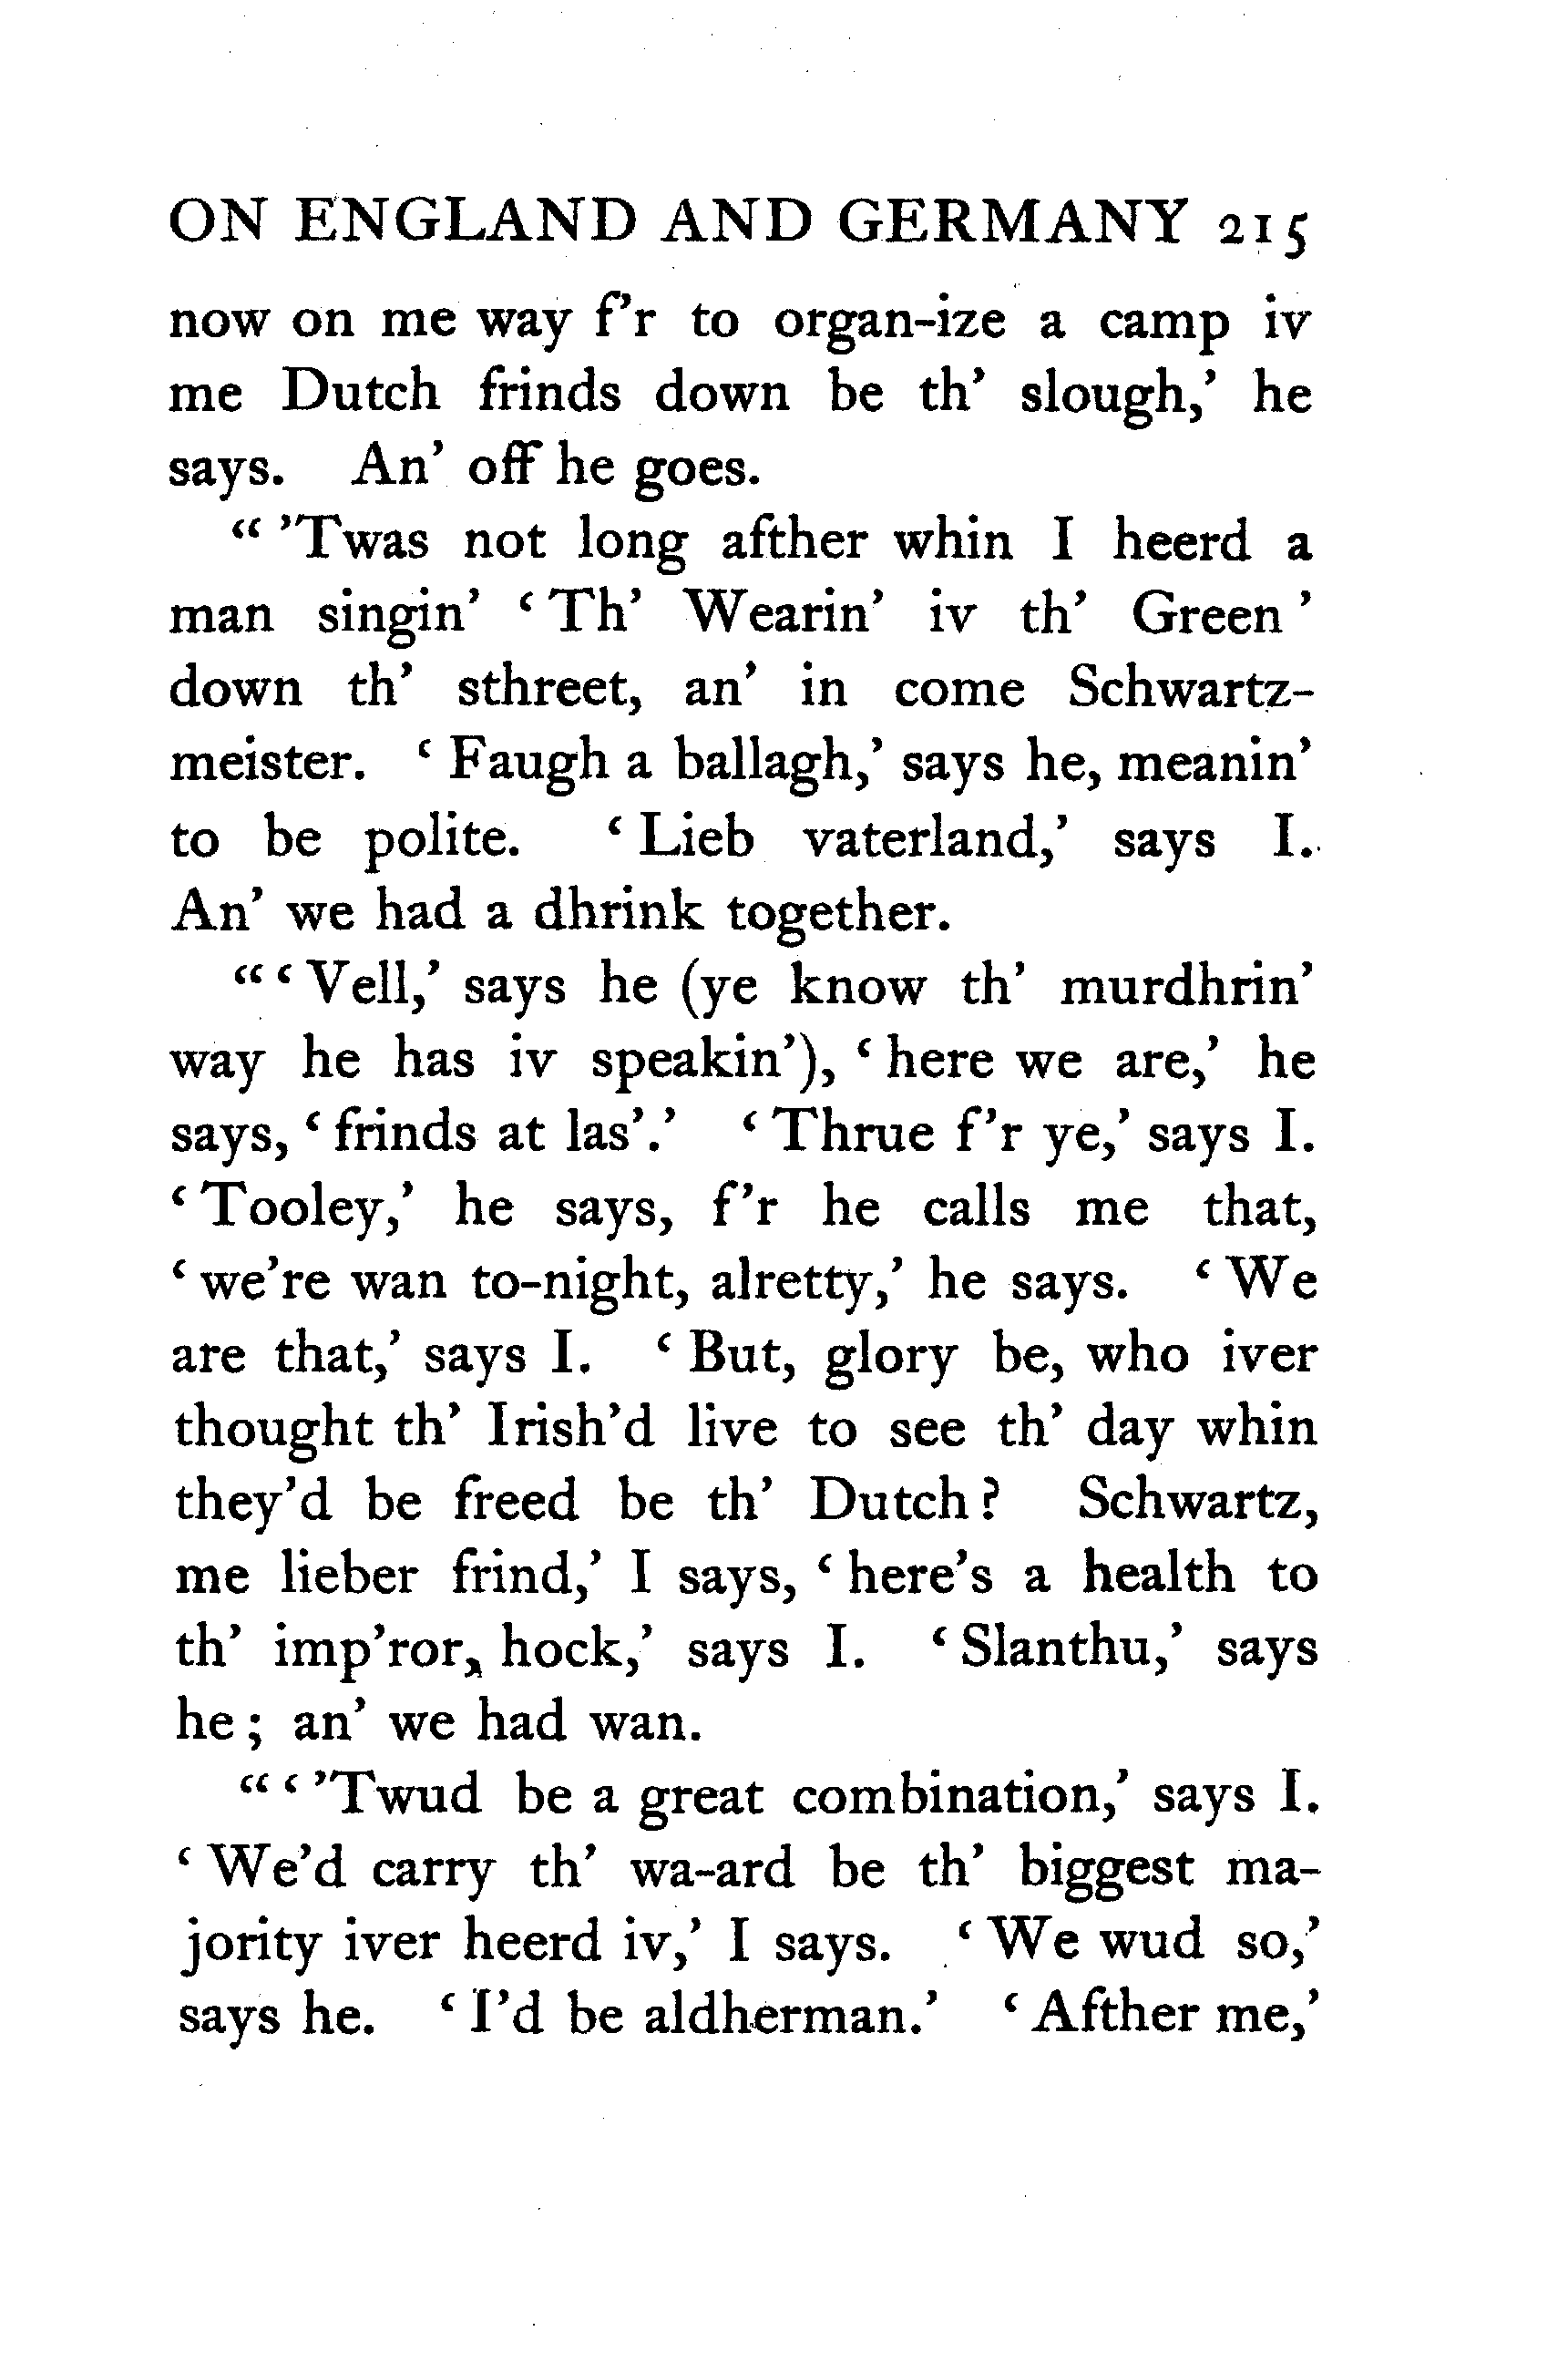 ON ENGLAND AND GERMANY 215
now on me way f'r to organ-ize a camp iv
me Dutch frinds down be th' slough,' he
says. An' off he goes.
“ 'Twas not long afther whin I heerd a
man singin' ‘ Th' Wearin' iv th' Green ’
down th' sthreet, an' in come Schwartz-
meister. ‘ Faugh a ballagh,’ says he, meanin'
to be polite. ‘ Lieb vaterland,’ says I.
An' we had a dhrink together.
“ ‘ Vell,’ says he (ye know th' murdhrin'
way he has iv speakin'), ‘ here we are,’ he
says, ‘ frinds at las'.’ ‘ Thrue f'r ye,’ says I.
‘ Tooley,’ he says, f'r he calls me that,
‘ we're wan to-night, alretty,’ he says. ‘ We
are that,’ says I. ‘ But, glory be, who iver
thought th' Irish'd live to see th' day whin
they'd be freed be th' Dutch ? Schwartz,
me lieber frind,’ I says, ‘ here's a health to
th' imp'ror, hock,’ says I. ‘ Slanthu,’ says
he ; an' we had wan.
“ ‘ 'Twud be a great combination,’ says I.
‘ We'd carry th' wa-ard be th' biggest ma-
jority iver heerd iv,’ I says. ‘ We wud so,’
says he. ‘ I'd be aldherman.’ ‘ Afther me,’